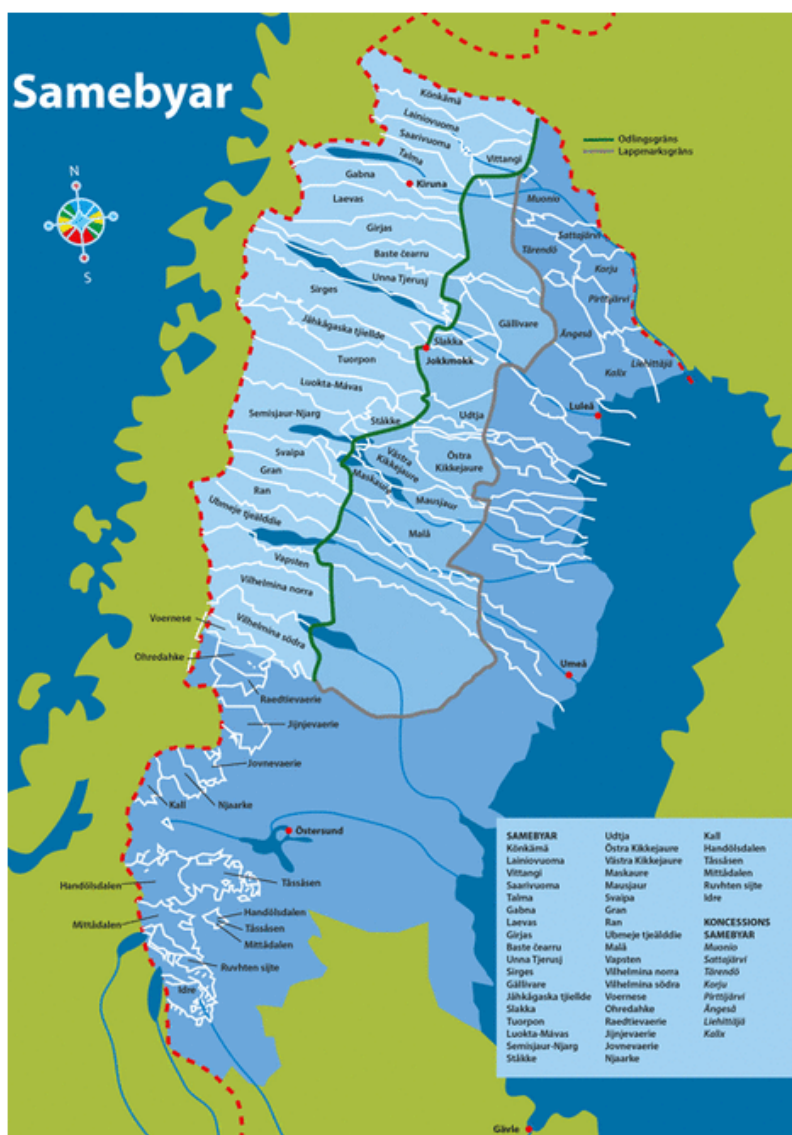 Samebyar
N
S
Odlingsgräns
Lappmarksgräns
Könkämä
Lainiovuoma
Saarivuoma
Talma
Vittangi
Gabna
Kiruna
Muonio
Laevas
Girjas
Sattajärvi
Tärendö
Baste čearru
Korju
Unna Tjerusj
Sirges
Pirttijärvi
Jåhkågaska tjiellde
Gällivare
Ängeså
Slakka
Jokkmokk
Tuorpon
Liehittäjä
Kalix
Luokta-Mávas
Luleå
Semisjaur-Njarg
Ståkke
Udtja
Svaipa
Västra
Kikkejaure
Östra
Kikkejaure
Gran
Maskaure
Ran
Mausjaur
Ubmeje tjeälddie
Malå
Vapsten
Vilhelmina norra
Voernese
Vilhelmina södra
Ohredahke
Umeå
Raedtievaerie
Jijnjevaerie
Jovnevaerie
Kall
Njaarke
Östersund
Handölsdalen
Tåssåsen
Handölsdalen
Mittådalen
Tåssåsen
Mittådalen
Ruvhten sijte
Idre
SAMEBYAR
Könkämä
Lainiovuoma
Vittangi
Saarivuoma
Talma
Gabna
Laevas
Girjas
Baste čearru
Unna Tjerusj
Sirges
Gällivare
Jåhkågaska tjiellde
Slakka
Tuorpon
Luokta-Mávas
Semisjaur-Njarg
Ståkke
Udtja
Östra Kikkejaure
Västra Kikkejaure
Maskaure
Mausjaur
Svaipa
Gran
Ran
Ubmeje tjeälddie
Malå
Vapsten
Vilhelmina norra
Vilhelmina södra
Voernese
Ohredahke
Raedtievaerie
Jijnjevaerie
Jovnevaerie
Njaarke
Kall
Handölsdalen
Tåssåsen
Mittådalen
Ruvhten sijte
Idre
KONCESSIONS
SAMEBYAR
Muonio
Sattajärvi
Tärendö
Korju
Pirttijärvi
Ängeså
Liehittäjä
Kalix
Gävle